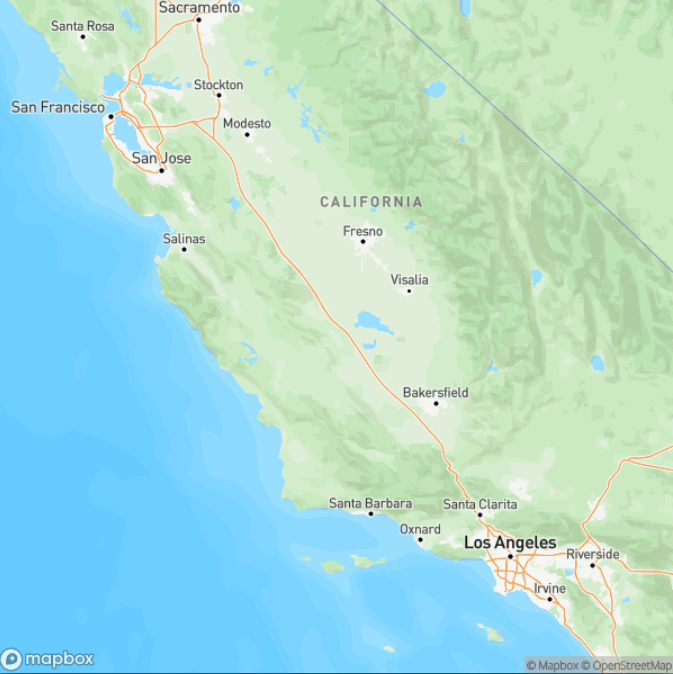 Sacramento
Santa Rosa
Stockton
San Francisco
Modesto
San Jose
CALIFORNIA
Fresno
Salinas
Visalia
Bakersfield
Santa Barbara
Santa Clarita
Oxnard
Los Angeles
Riverside
Irvine
mapbox
© Mapbox © OpenStreetMap